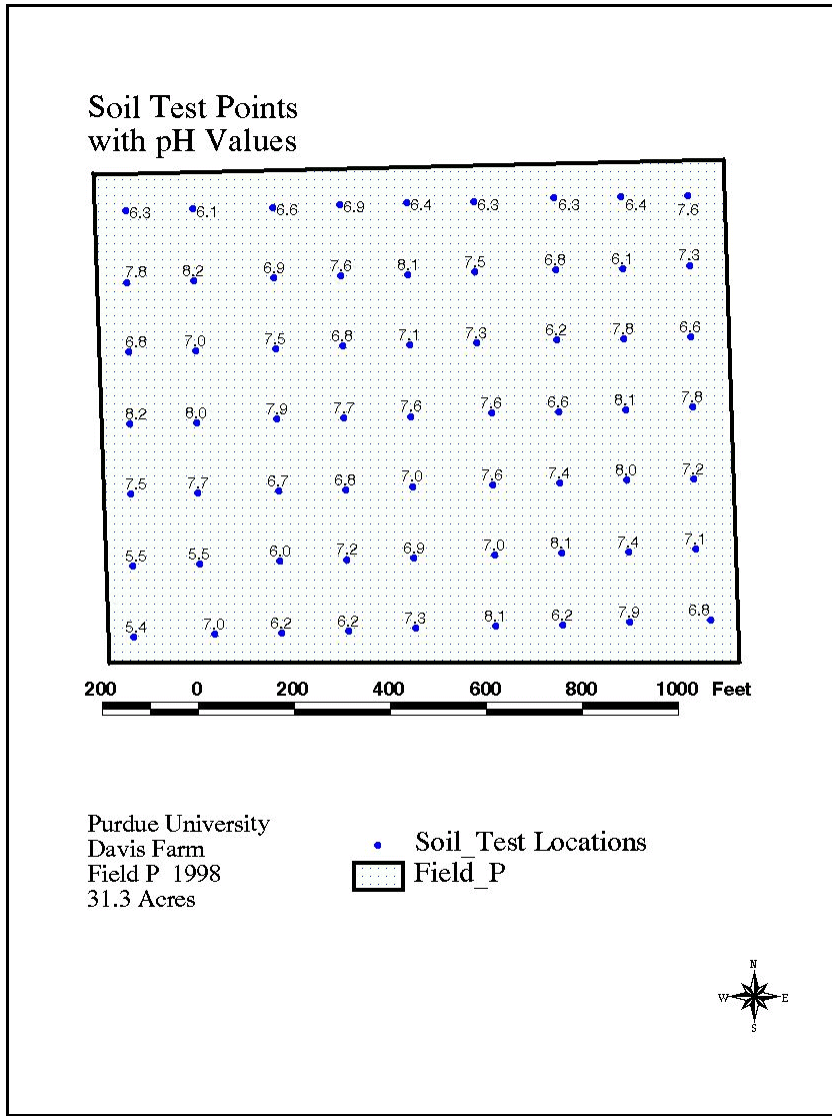 Soil Test Points
with pH Values
6.3 6.1 6.6 6.9 6.4 6.3 6.3 6.4 7.6
7.8 8.2 6.9 7.6 8.1 7.5 6.8 6.1 7.3
6.8 7.0 7.5 6.8 7.1 7.3 6.2 7.8 6.6
8.2 8.0 7.9 7.7 7.6 7.6 6.6 8.1 7.8
7.5 7.7 6.7 6.8 7.0 7.6 7.4 8.0 7.2
5.5 5.5 6.0 7.2 6.9 7.0 8.1 7.4 7.1
5.4 7.0 6.2 6.2 7.3 8.1 6.2 7.9 6.8
200 0 200 400 600 800 1000 Feet
Purdue University
Davis Farm
Field P 1998
31.3 Acres
Soil_Test Locations
Field_P
N
W E
S